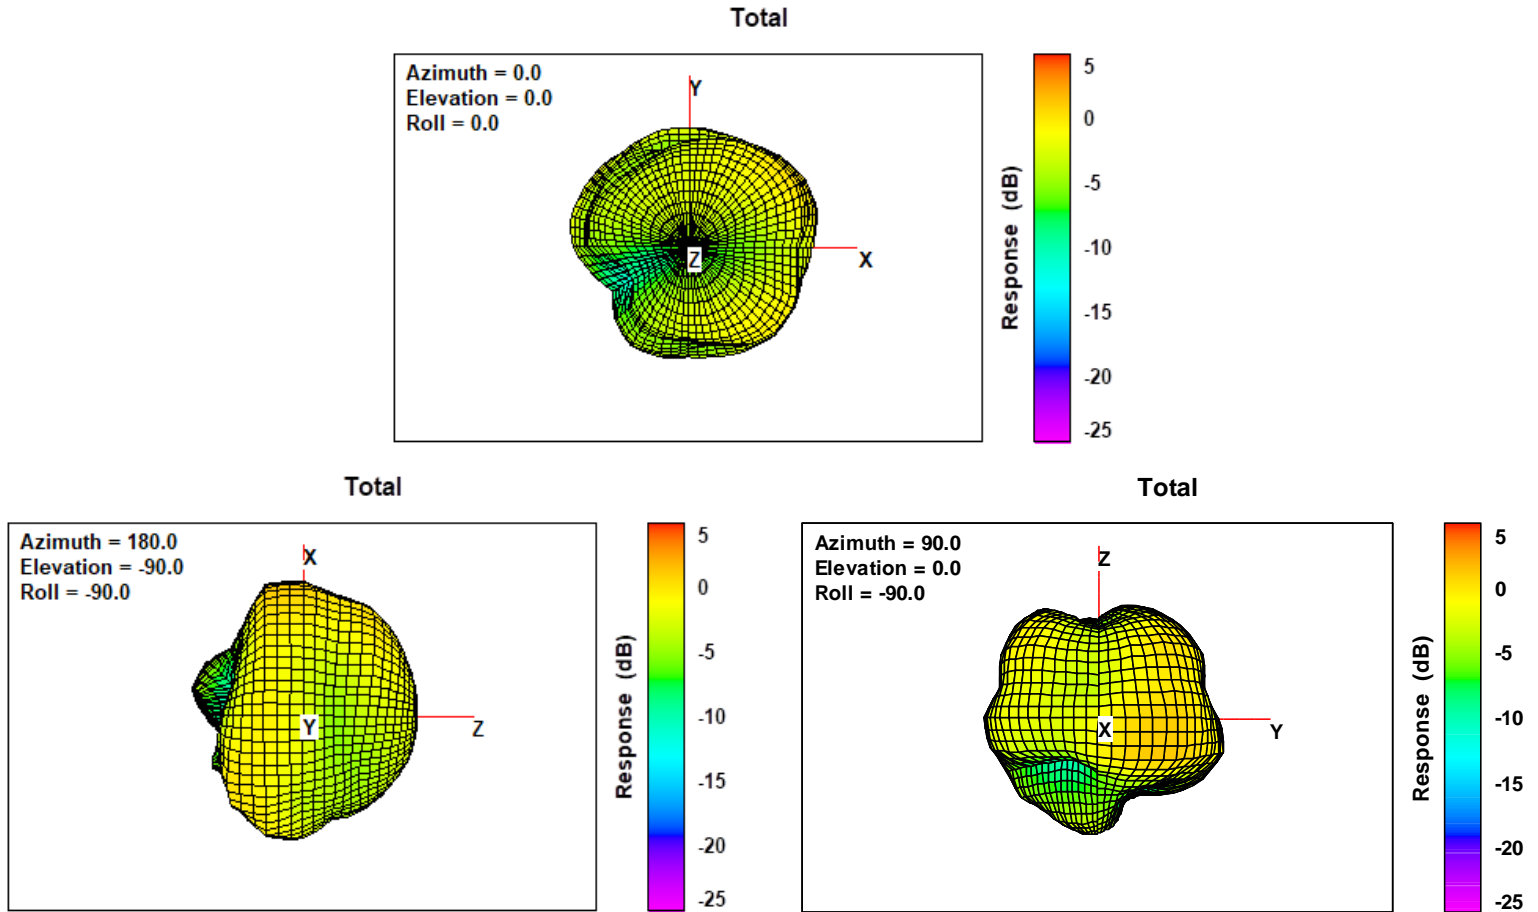 Total
Azimuth = 0.0
Elevation = 0.0
Roll = 0.0
Y
Z
X
Response (dB)
5
0
-5
-10
-15
-20
-25
Total
Azimuth = 180.0
Elevation = -90.0
Roll = -90.0
X
Y
Z
Response (dB)
5
0
-5
-10
-15
-20
-25
Total
Azimuth = 90.0
Elevation = 0.0
Roll = -90.0
Z
X
Y
Response (dB)
5
0
-5
-10
-15
-20
-25